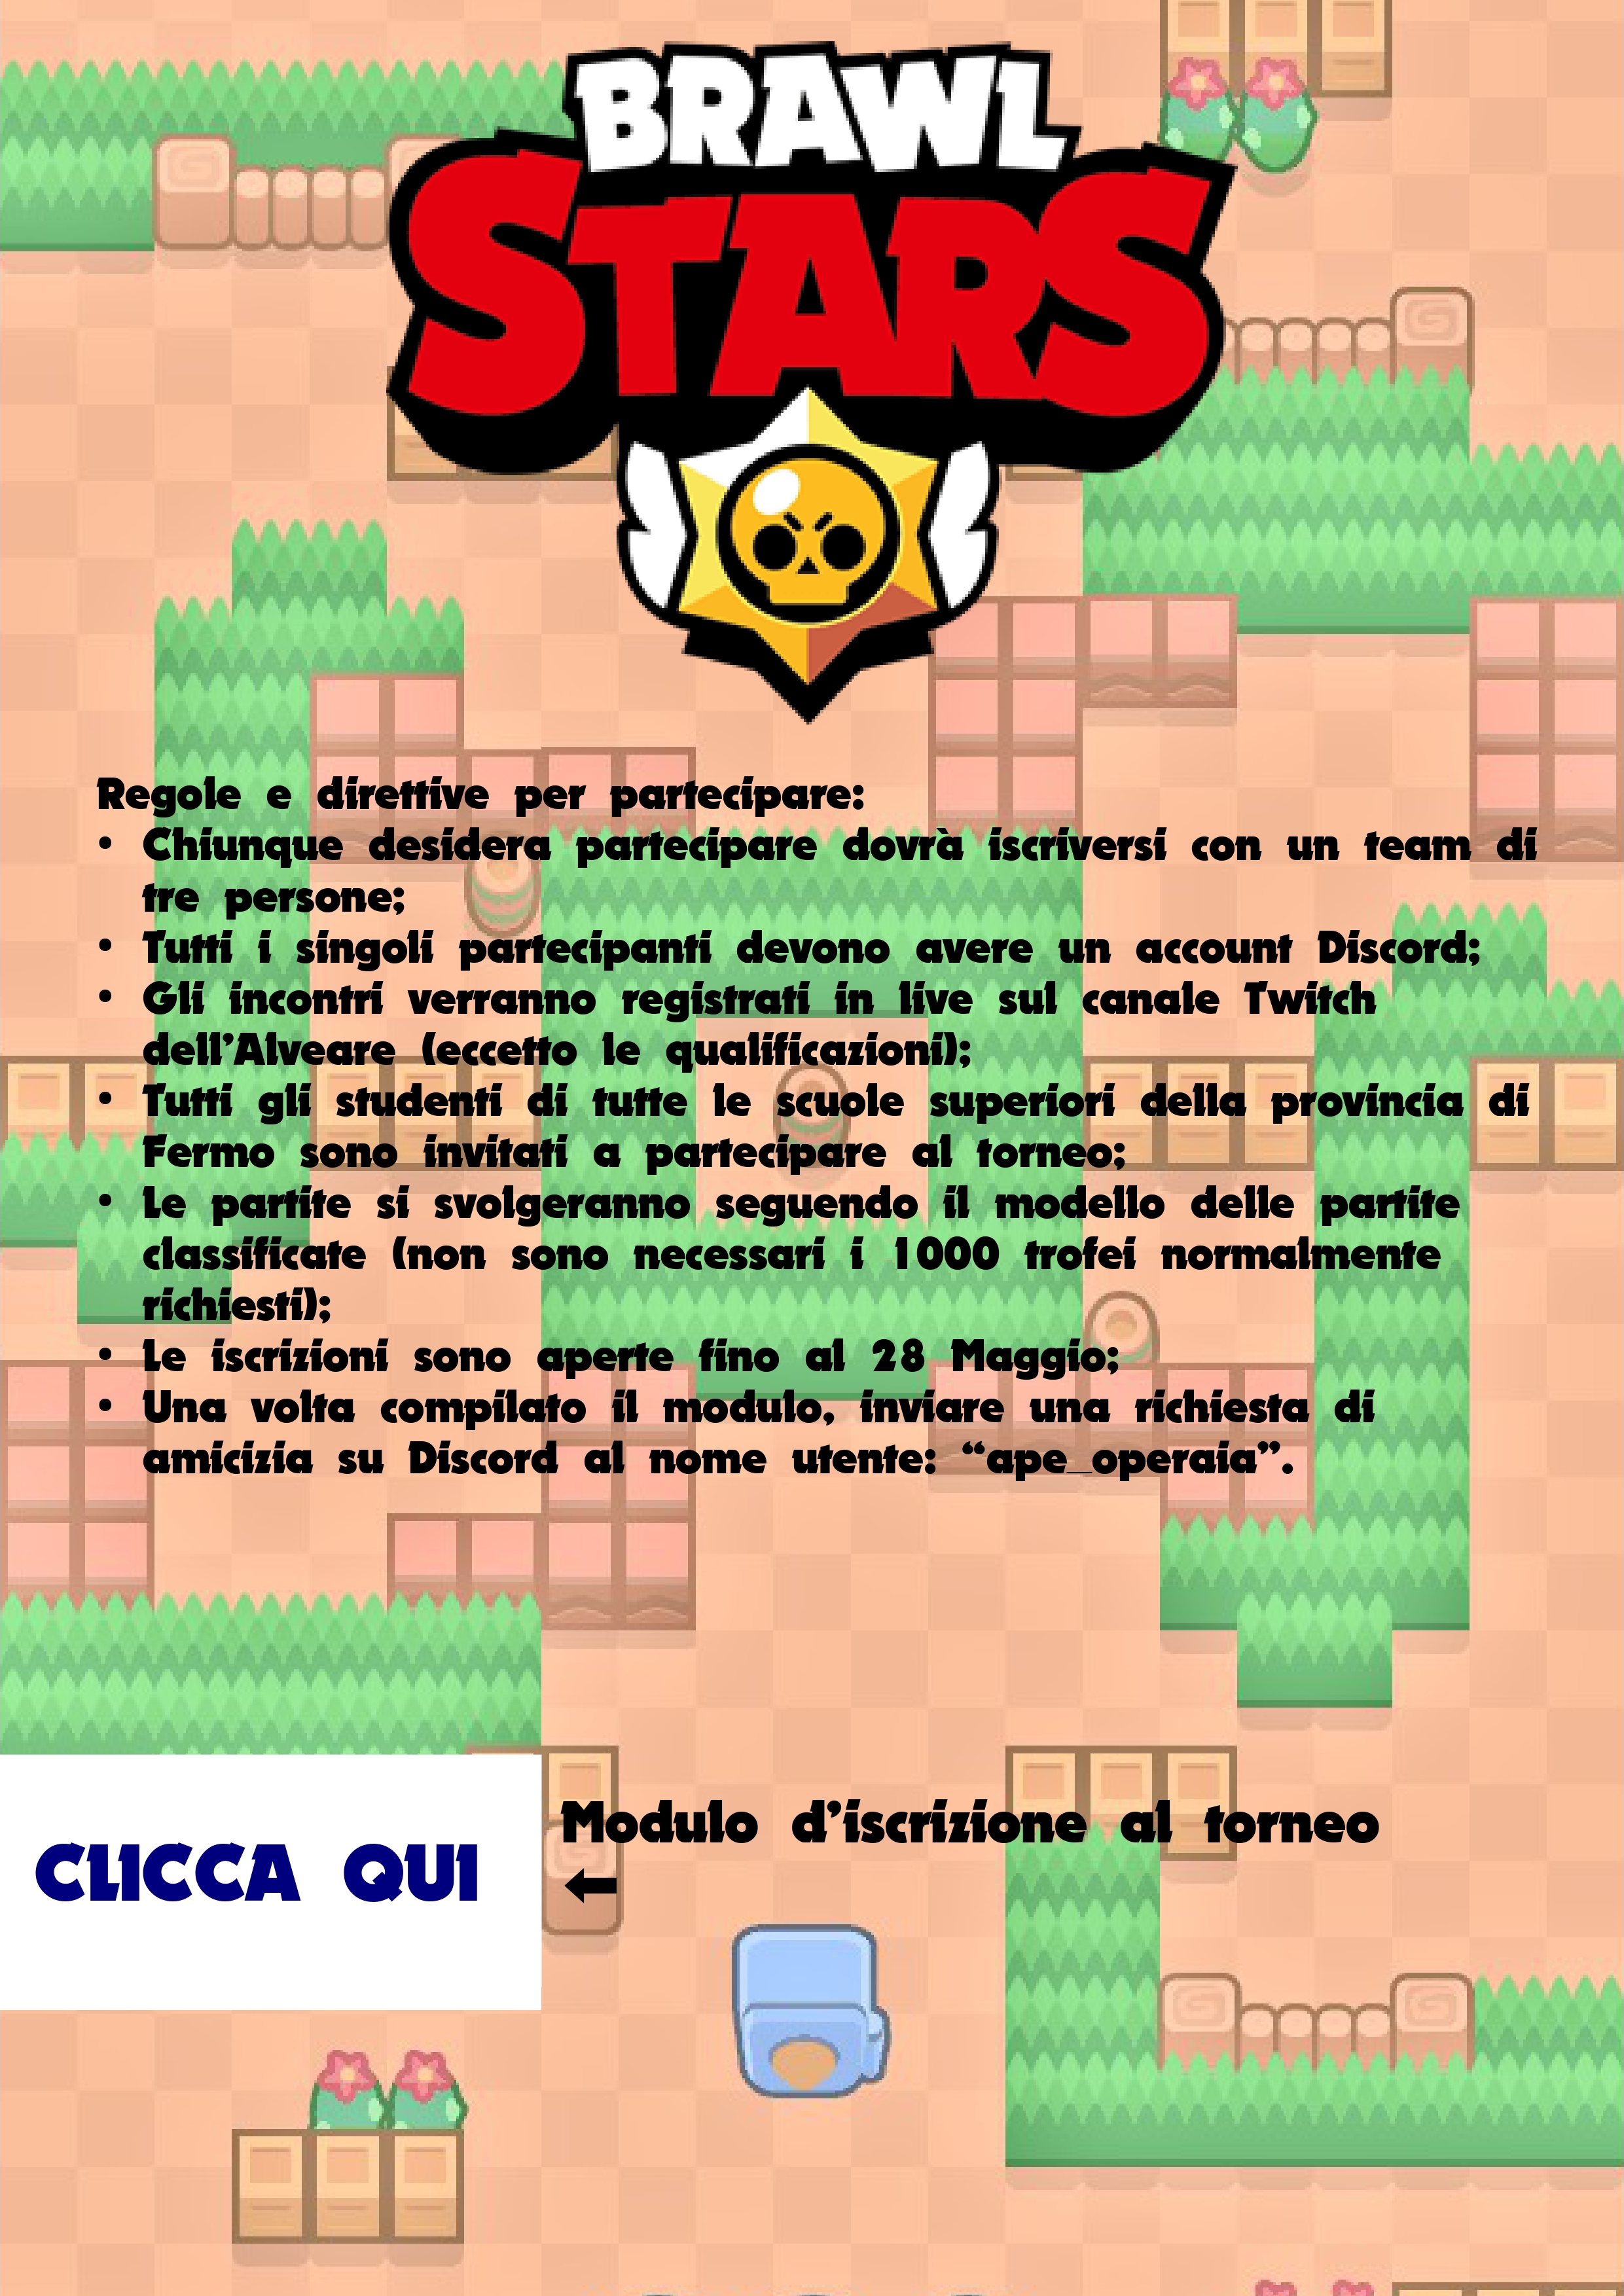 BRAWL
STARS
Regole e direttive per partecipare:
• Chiunque desidera partecipare dovrà iscriversi con un team di
tre persone;
• Tutti i singoli partecipanti devono avere un account Discord;
• Gli incontri verranno registrati in live sul canale Twitch
dell’Alveare (eccetto le qualificazioni);
• Tutti gli studenti di tutte le scuole superiori della provincia di
Fermo sono invitati a partecipare al torneo;
• Le partite si svolgeranno seguendo il modello delle partite
classificate (non sono necessari i 1000 trofei normalmente
richiesti);
• Le iscrizioni sono aperte fino al 28 Maggio;
• Una volta compilato il modulo, inviare una richiesta di
amicizia su Discord al nome utente: “ape_operaia”.
CLICCA QUI
Modulo d’iscrizione al torneo